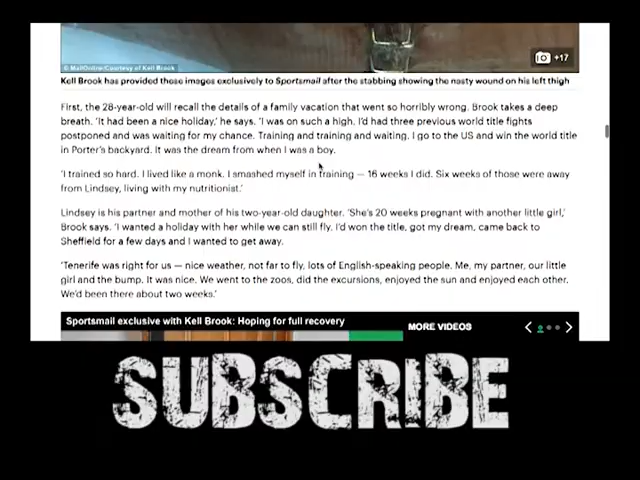 © MailOnline/Courtesy of Kell Brook
+17
Kell Brook has provided these images exclusively to Sportsmail after the stabbing showing the nasty wound on his left thigh
First, the 28-year-old will recall the details of a family vacation that went so horribly wrong. Brook takes a deep
breath. 'It had been a nice holiday,' he says. 'I was on such a high. I'd had three previous world title fights
postponed and was waiting for my chance. Training and training and waiting. I go to the US and win the world title
in Porter's backyard. It was the dream from when I was a boy.
'I trained so hard. I lived like a monk. I smashed myself in training — 16 weeks I did. Six weeks of those were away
from Lindsey, living with my nutritionist.'
Lindsey is his partner and mother of his two-year-old daughter. 'She's 20 weeks pregnant with another little girl,'
Brook says. 'I wanted a holiday with her while we can still fly. I'd won the title, got my dream, came back to
Sheffield for a few days and I wanted to get away.
'Tenerife was right for us — nice weather, not far to fly, lots of English-speaking people. Me, my partner, our little
girl and the bump. It was nice. We went to the zoos, did the excursions, enjoyed the sun and enjoyed each other.
We'd been there about two weeks.'
Sportsmail exclusive with Kell Brook: Hoping for full recovery
MORE VIDEOS
2
SUBSCRIBE